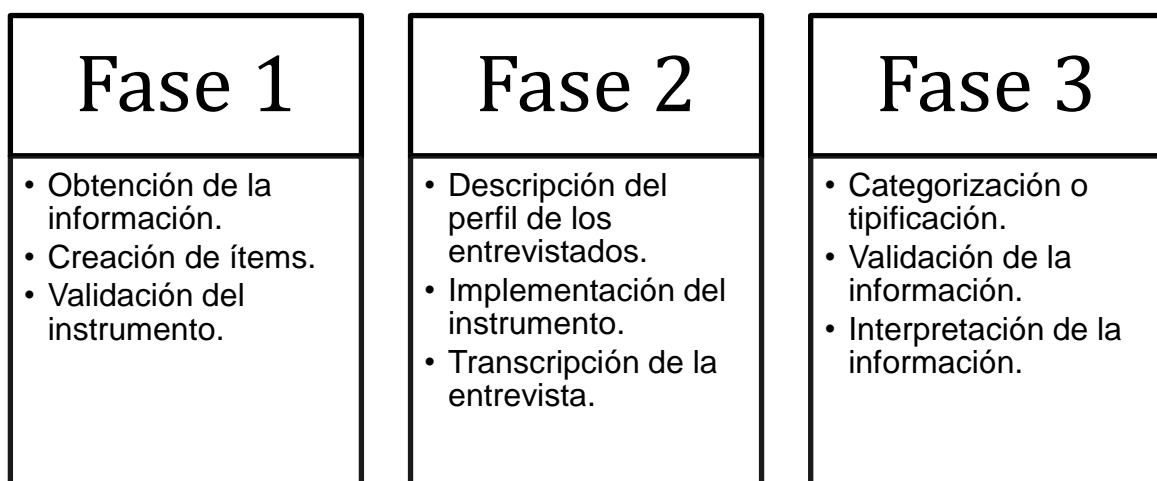 Fase 1
• Obtención de la
información.
• Creación de ítems.
• Validación del
instrumento.
Fase 2
• Descripción del
perfil de los
entrevistados.
• Implementación del
instrumento.
• Transcripción de la
entrevista.
Fase 3
• Categorización o
tipificación.
• Validación de la
información.
• Interpretación de la
información.